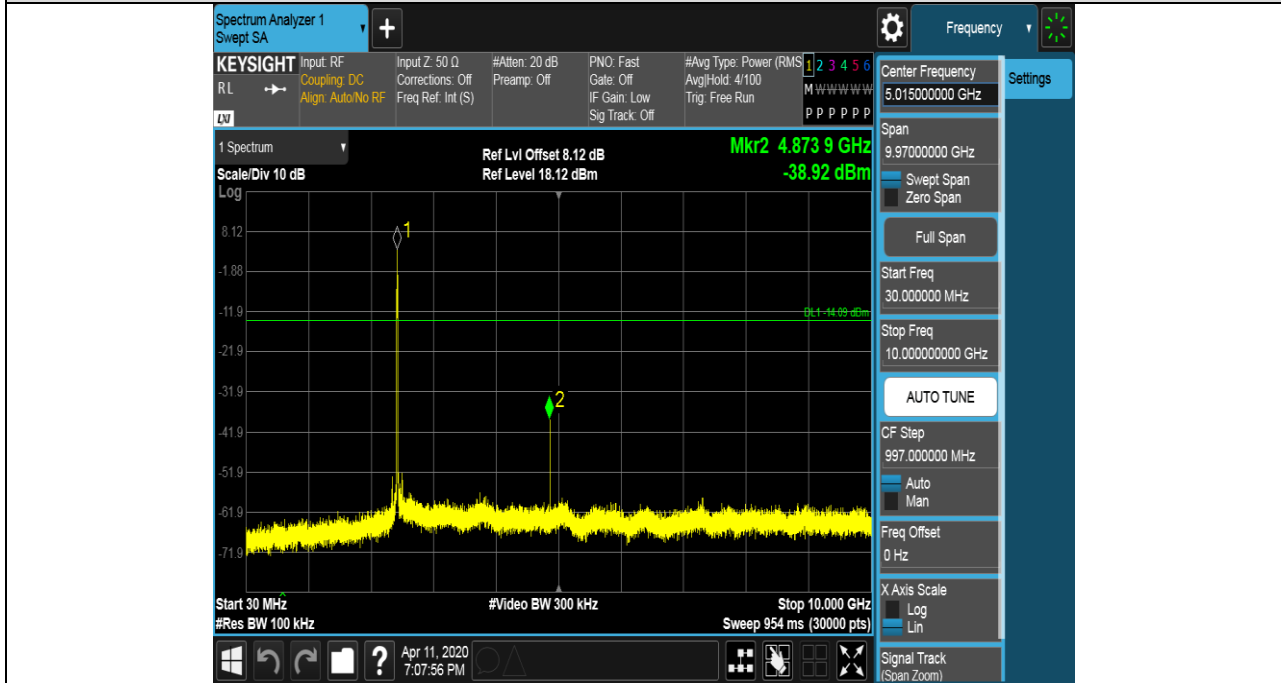 Spectrum Analyzer 1
Swept SA
+
Frequency
KEYSIGHT
RL
LXI
Input: RF
Coupling: DC
Align: Auto/No RF
Input Z: 50 Ω
Corrections: Off
Freq Ref: Int (S)
#Atten: 20 dB
Preamp: Off
PNO: Fast
Gate: Off
IF Gain: Low
Sig Track: Off
#Avg Type: Power (RMS
Avg|Hold: 4/100
Trig: Free Run
1 2 3 4 5 6
M W W W W W
P P P P P P
1 Spectrum
Scale/Div 10 dB
Ref Lvl Offset 8.12 dB
Ref Level 18.12 dBm
Mkr2 4.873 9 GHz
-38.92 dBm
Log
8.12
-1.88
-11.9
-21.9
-31.9
-41.9
-51.9
-61.9
-71.9
1
DL1 -14.09 dBm
2
Start 30 MHz
#Res BW 100 kHz
#Video BW 300 kHz
Stop 10.000 GHz
Sweep 954 ms (30000 pts)
?
Apr 11, 2020
7:07:56 PM
Center Frequency
5.015000000 GHz
Span
9.97000000 GHz
Swept Span
Zero Span
Full Span
Start Freq
30.000000 MHz
Stop Freq
10.000000000 GHz
AUTO TUNE
CF Step
997.000000 MHz
Auto
Man
Freq Offset
0 Hz
X Axis Scale
Log
Lin
Signal Track
(Span Zoom)
Settings